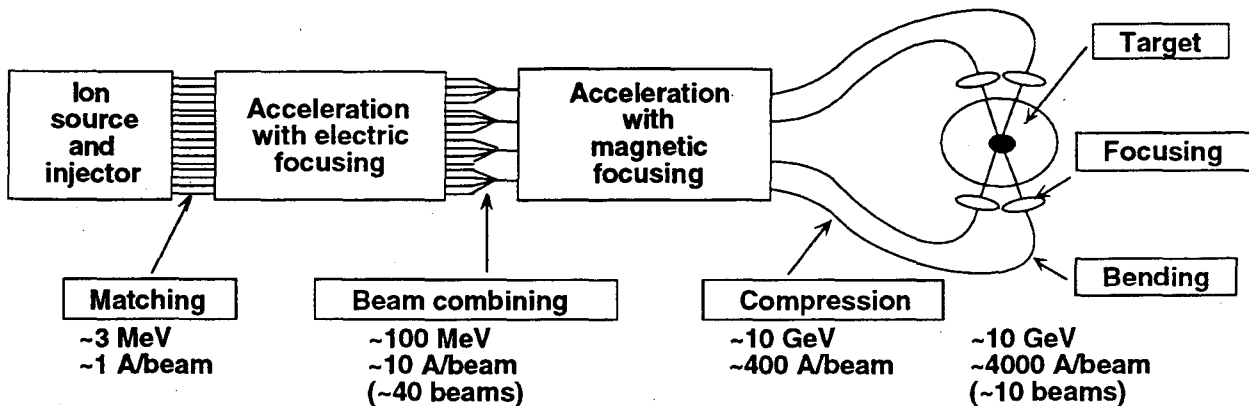 Ion
source
and
injector
Acceleration
with electric
focusing
Acceleration
with
magnetic
focusing
Target
Focusing
Bending
Matching
~3 MeV
~1 A/beam
Beam combining
~100 MeV
~10 A/beam
(~40 beams)
Compression
~10 GeV
~400 A/beam
~10 GeV
~4000 A/beam
(~10 beams)